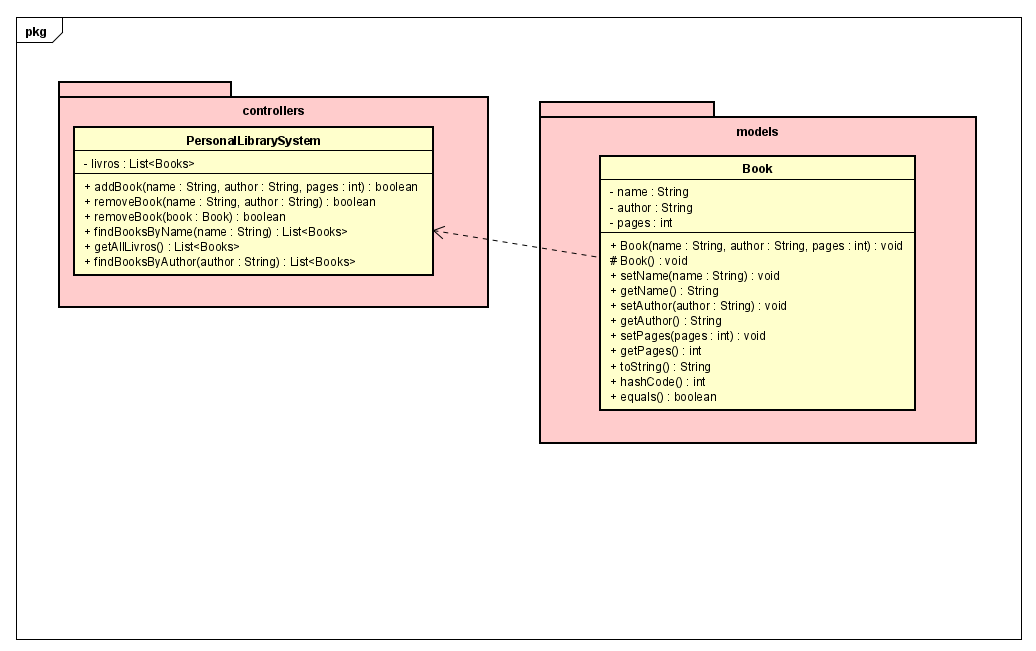 pkg
controllers
PersonalLibrarySystem
- livros : List<Books>
+ addBook(name : String, author : String, pages : int) : boolean
+ removeBook(name : String, author : String) : boolean
+ removeBook(book : Book) : boolean
+ findBooksByName(name : String) : List<Books>
+ getAllLivros() : List<Books>
+ findBooksByAuthor(author : String) : List<Books>
models
Book
- name : String
- author : String
- pages : int
+ Book(name : String, author : String, pages : int) : void
# Book() : void
+ setName(name : String) : void
+ getName() : String
+ setAuthor(author : String) : void
+ getAuthor() : String
+ setPages(pages : int) : void
+ getPages() : int
+ toString() : String
+ hashCode() : int
+ equals() : boolean